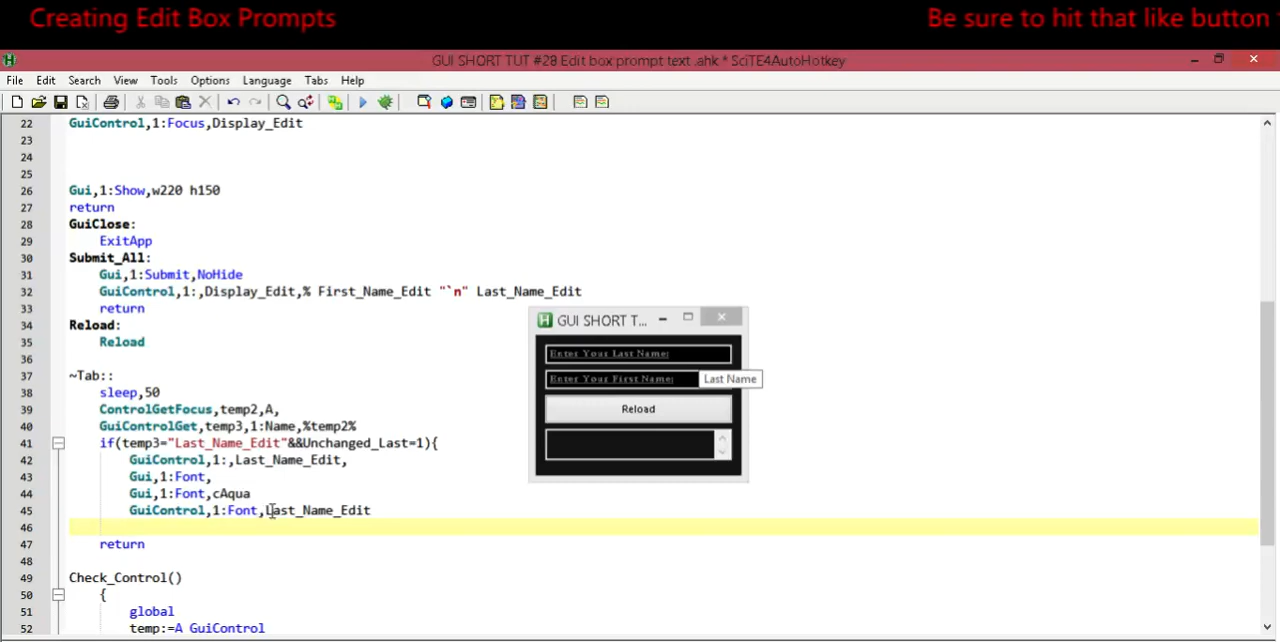 Creating Edit Box Prompts
Be sure to hit that like button
GUI SHORT TUT #28 Edit box prompt text .ahk * SciTE4AutoHotkey
File Edit Search View Tools Options Language Tabs Help
22 GuiControl,1:Focus,Display_Edit
23
24
25
26 Gui,1:Show,w220 h150
27 return
28 GuiClose:
29 ExitApp
30 Submit_All:
31 Gui,1:Submit,NoHide
32 GuiControl,1:,Display_Edit,% First_Name_Edit "`n" Last_Name_Edit
33 return
34 Reload:
35 Reload
36
37 ~Tab::
38 sleep,50
39 ControlGetFocus,temp2,A,
40 GuiControlGet,temp3,1:Name,%temp2%
41 if(temp3="Last_Name_Edit"&&Unchanged_Last=1){
42 GuiControl,1:,Last_Name_Edit,
43 Gui,1:Font,
44 Gui,1:Font,cAqua
45 GuiControl,1:Font,Last_Name_Edit
46
47 return
48
49 Check_Control()
50 {
51 global
52 temp:=A_GuiControl
GUI SHORT T...
Enter Your Last Name:
Enter Your First Name:
Last Name
Reload